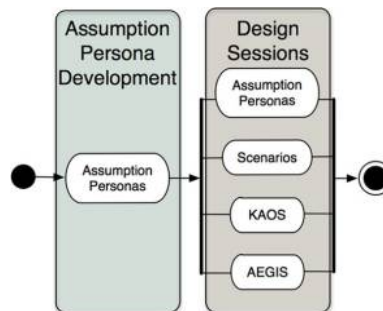 Assumption
Persona
Development
Assumption
Personas
Design
Sessions
Assumption
Personas
Scenarios
KAOS
AEGIS